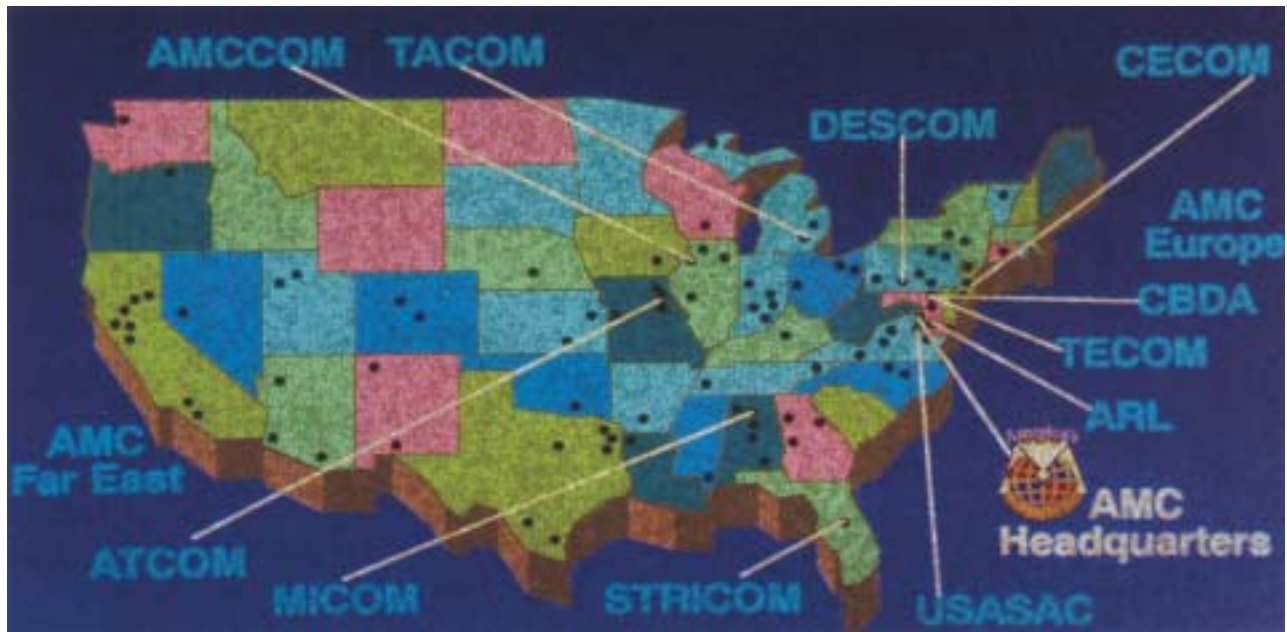 AMCCOM TACOM
CECOM
DESCOM
AMC
Europe
CBDA
TECOM
ARL
AMC
Far East
AMC
Headquarters
ATCOM
MICOM
STRICOM
USASAC